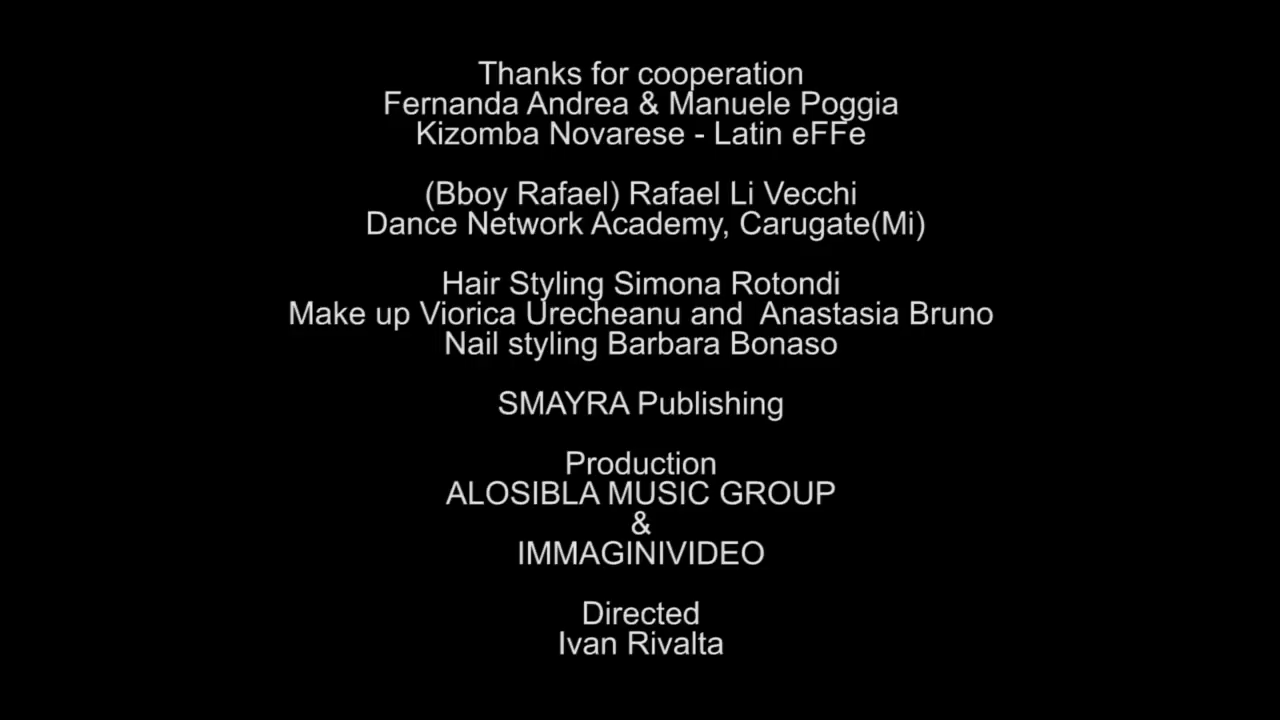 Thanks for cooperation
Fernanda Andrea & Manuele Poggia
Kizomba Novarese - Latin eFFe
(Bboy Rafael) Rafael Li Vecchi
Dance Network Academy, Carugate(Mi)
Hair Styling Simona Rotondi
Make up Viorica Urecheanu and  Anastasia Bruno
Nail styling Barbara Bonaso
SMAYRA Publishing
Production
ALOSIBLA MUSIC GROUP
&
IMMAGINIVIDEO
Directed
Ivan Rivalta